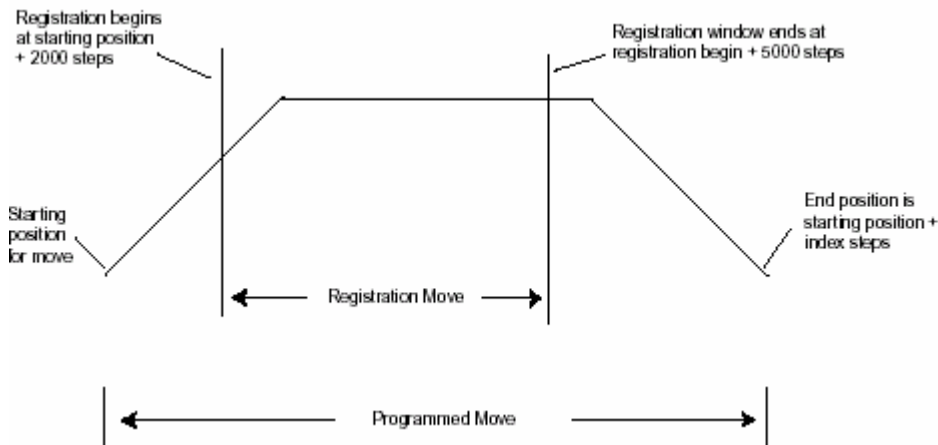 Registration begins
at starting position
+ 2000 steps
Registration window ends at
registration begin + 5000 steps
Starting
position
for move
End position is
starting position +
index steps
Registration Move
Programmed Move